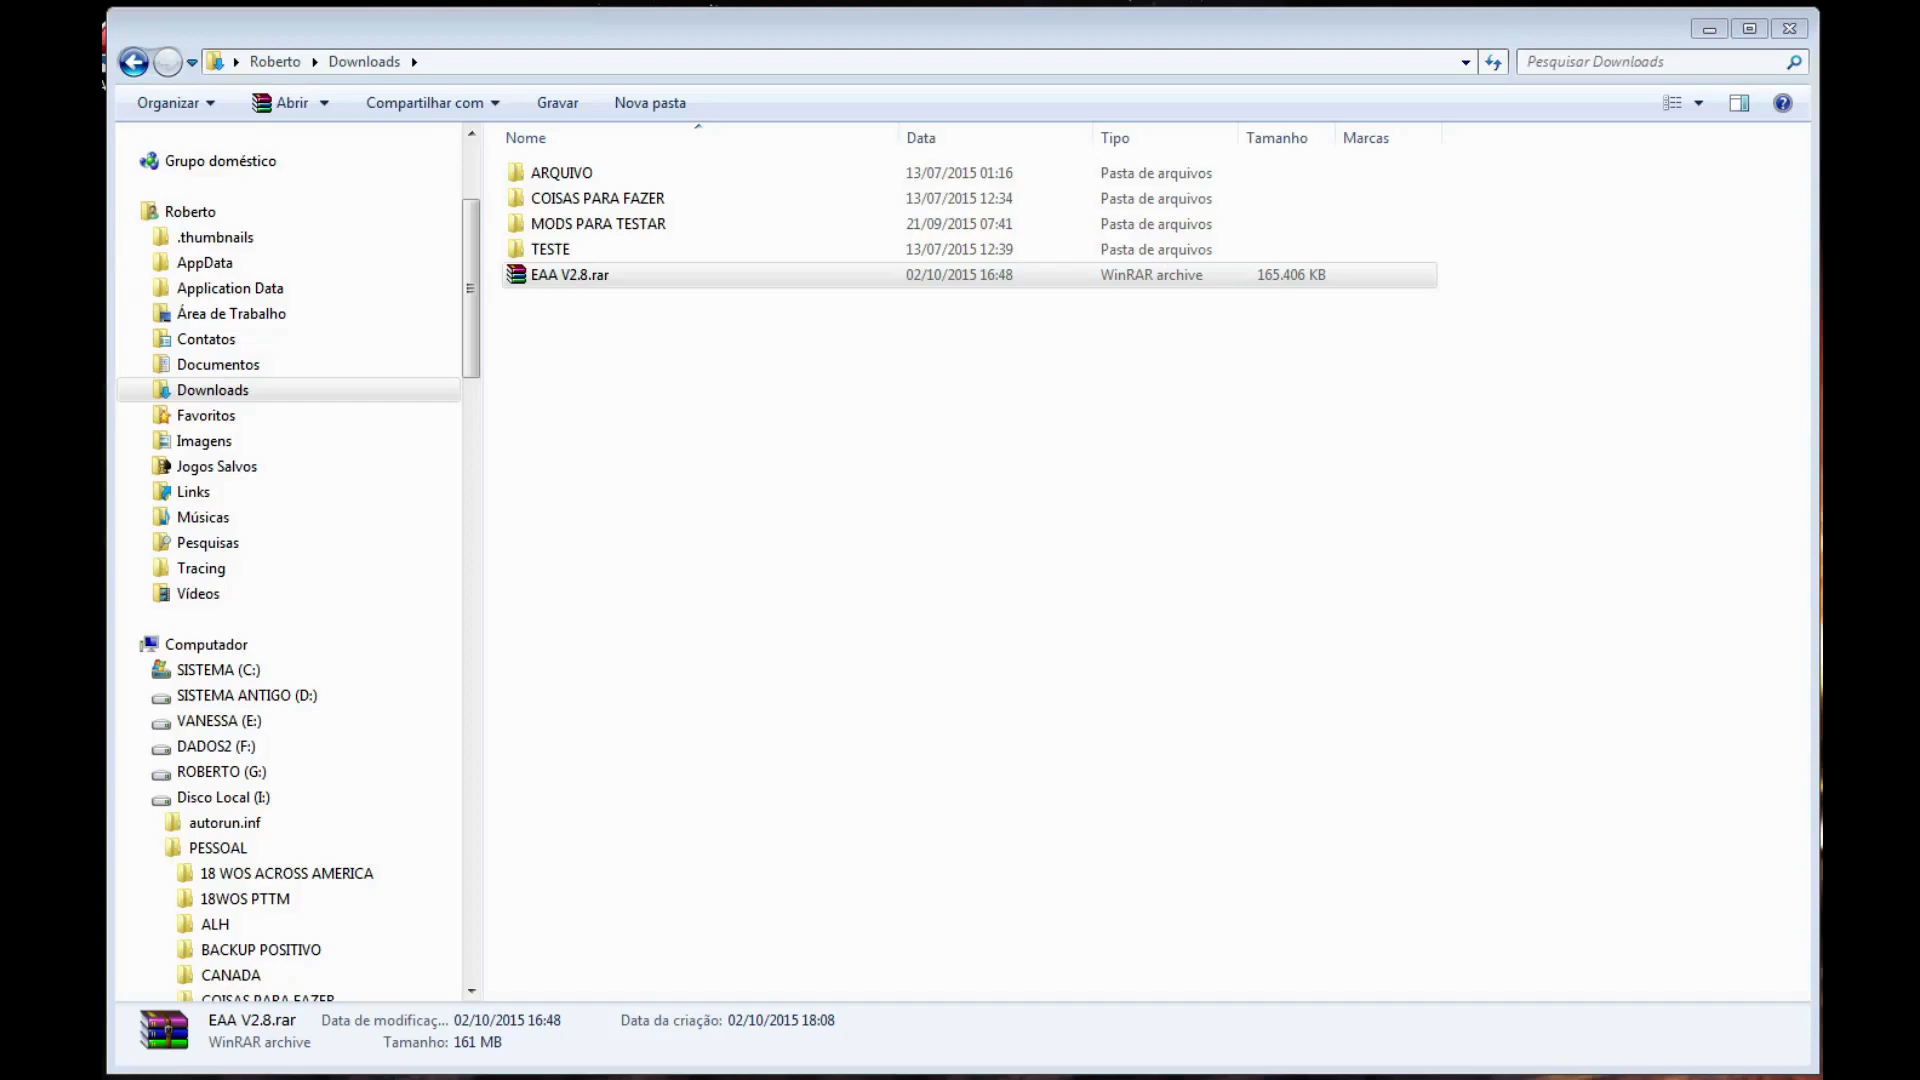 Roberto Downloads
Pesquisar Downloads
Organizar Abrir Compartilhar com Gravar Nova pasta
Nome Data Tipo Tamanho Marcas
ARQUIVO 13/07/2015 01:16 Pasta de arquivos
COISAS PARA FAZER 13/07/2015 12:34 Pasta de arquivos
MODS PARA TESTAR 21/09/2015 07:41 Pasta de arquivos
TESTE 13/07/2015 12:39 Pasta de arquivos
EAA V2.8.rar 02/10/2015 16:48 WinRAR archive 165.406 KB
Grupo doméstico
Roberto
.thumbnails
AppData
Application Data
Área de Trabalho
Contatos
Documentos
Downloads
Favoritos
Imagens
Jogos Salvos
Links
Músicas
Pesquisas
Tracing
Vídeos
Computador
SISTEMA (C:)
SISTEMA ANTIGO (D:)
VANESSA (E:)
DADOS2 (F:)
ROBERTO (G:)
Disco Local (I:)
autorun.inf
PESSOAL
18 WOS ACROSS AMERICA
18WOS PTTM
ALH
BACKUP POSITIVO
CANADA
COISAS PARA FAZER
EAA V2.8.rar Data de modificaç... 02/10/2015 16:48 Data da criação: 02/10/2015 18:08
WinRAR archive Tamanho: 161 MB